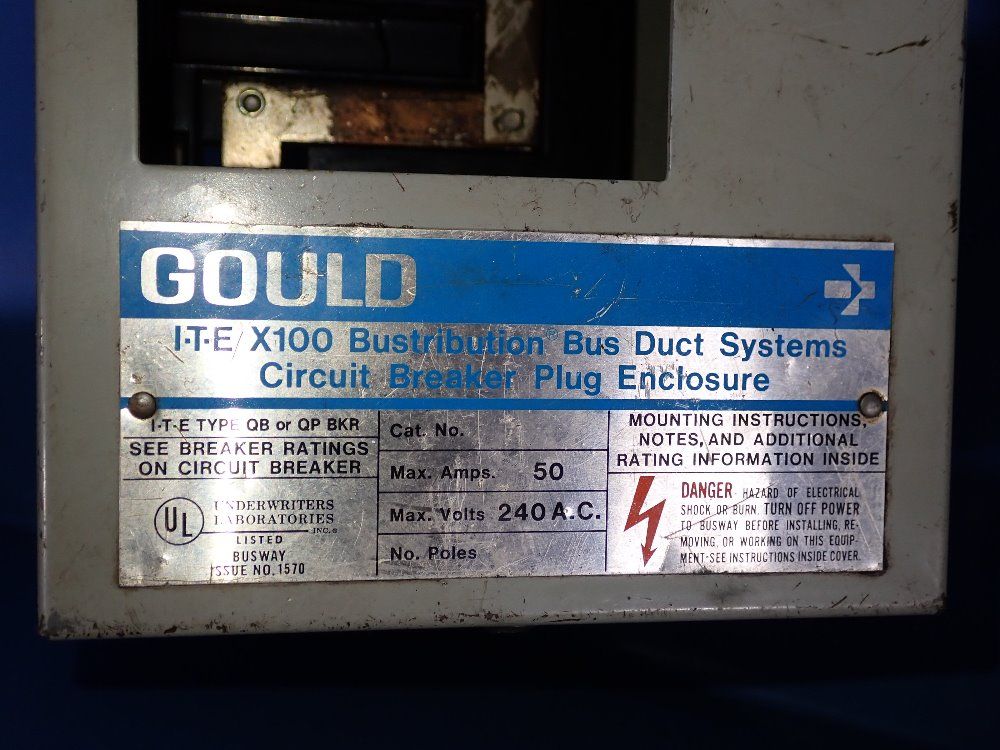 GOULD
I-T-E/X100 Bustribution® Bus Duct Systems
Circuit Breaker Plug Enclosure
I-T-E TYPE QB or QP BKR
SEE BREAKER RATINGS
ON CIRCUIT BREAKER
UL
UNDERWRITERS
LABORATORIES
INC.®
LISTED
BUSWAY
ISSUE NO. 1570
Cat. No.
Max. Amps. 50
Max. Volts 240 A.C.
No. Poles
MOUNTING INSTRUCTIONS,
NOTES, AND ADDITIONAL
RATING INFORMATION INSIDE
DANGER HAZARD OF ELECTRICAL
SHOCK OR BURN. TURN OFF POWER
TO BUSWAY BEFORE INSTALLING, RE-
MOVING, OR WORKING ON THIS EQUIP-
MENT-SEE INSTRUCTIONS INSIDE COVER.